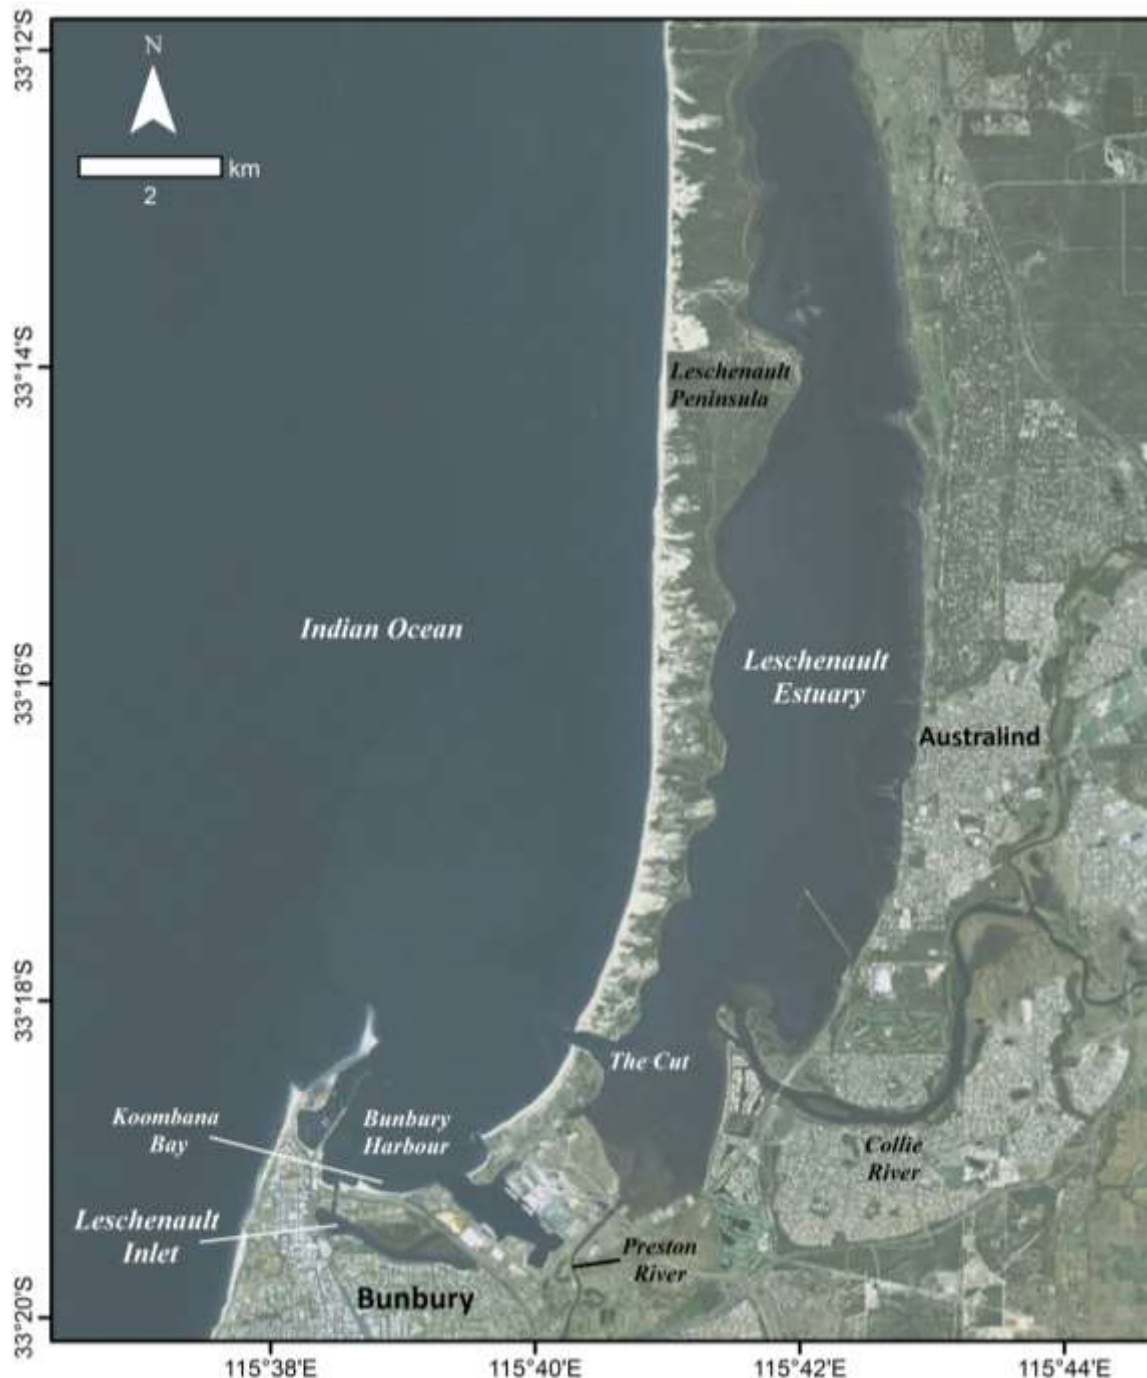 33°12'S
N
km
2
33°14'S
Leschenault
Peninsula
Indian Ocean
33°16'S
Leschenault
Estuary
Australind
33°18'S
The Cut
Koombana
Bay
Bunbury
Harbour
Collie
River
Leschenault
Inlet
Preston
River
Bunbury
33°20'S
115°38'E
115°40'E
115°42'E
115°44'E